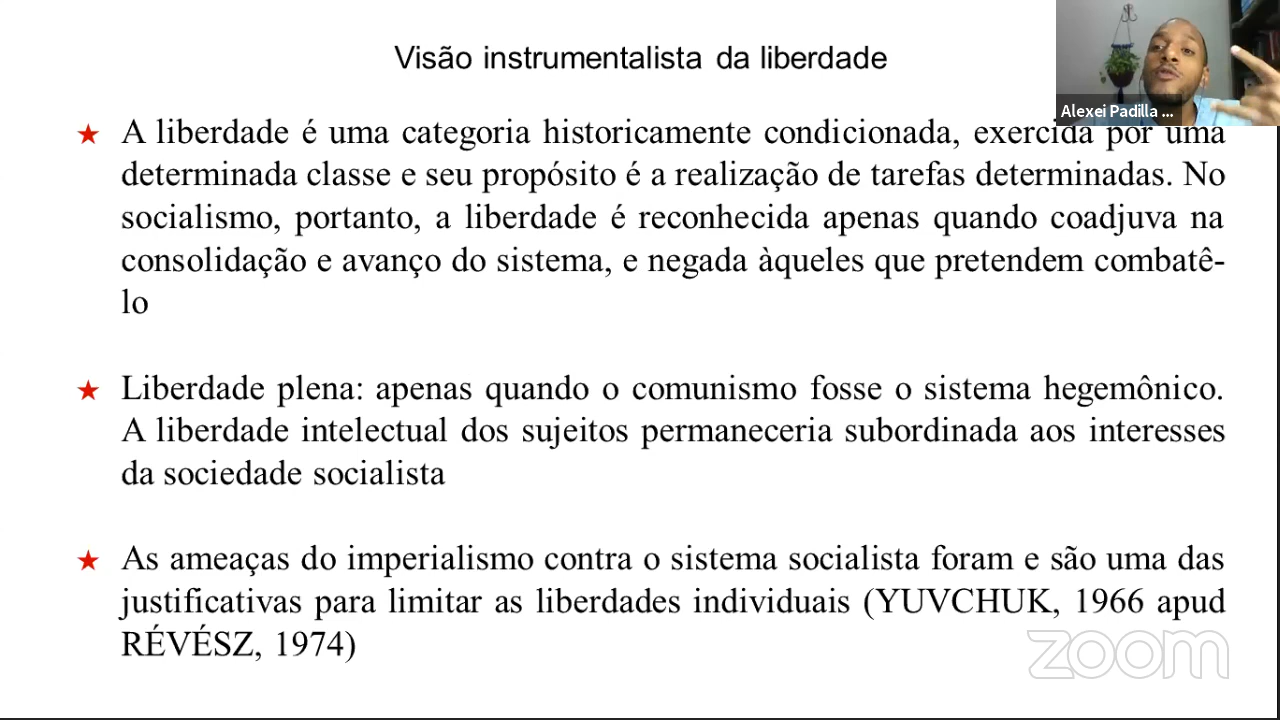 Visão instrumentalista da liberdade
Alexei Padilla ...
A liberdade é uma categoria historicamente condicionada, exercida por uma
determinada classe e seu propósito é a realização de tarefas determinadas. No
socialismo, portanto, a liberdade é reconhecida apenas quando coadjuva na
consolidação e avanço do sistema, e negada àqueles que pretendem combatê-
lo
Liberdade plena: apenas quando o comunismo fosse o sistema hegemônico.
A liberdade intelectual dos sujeitos permaneceria subordinada aos interesses
da sociedade socialista
As ameaças do imperialismo contra o sistema socialista foram e são uma das
justificativas para limitar as liberdades individuais (YUVCHUK, 1966 apud
RÉVÉSZ, 1974)
zoom